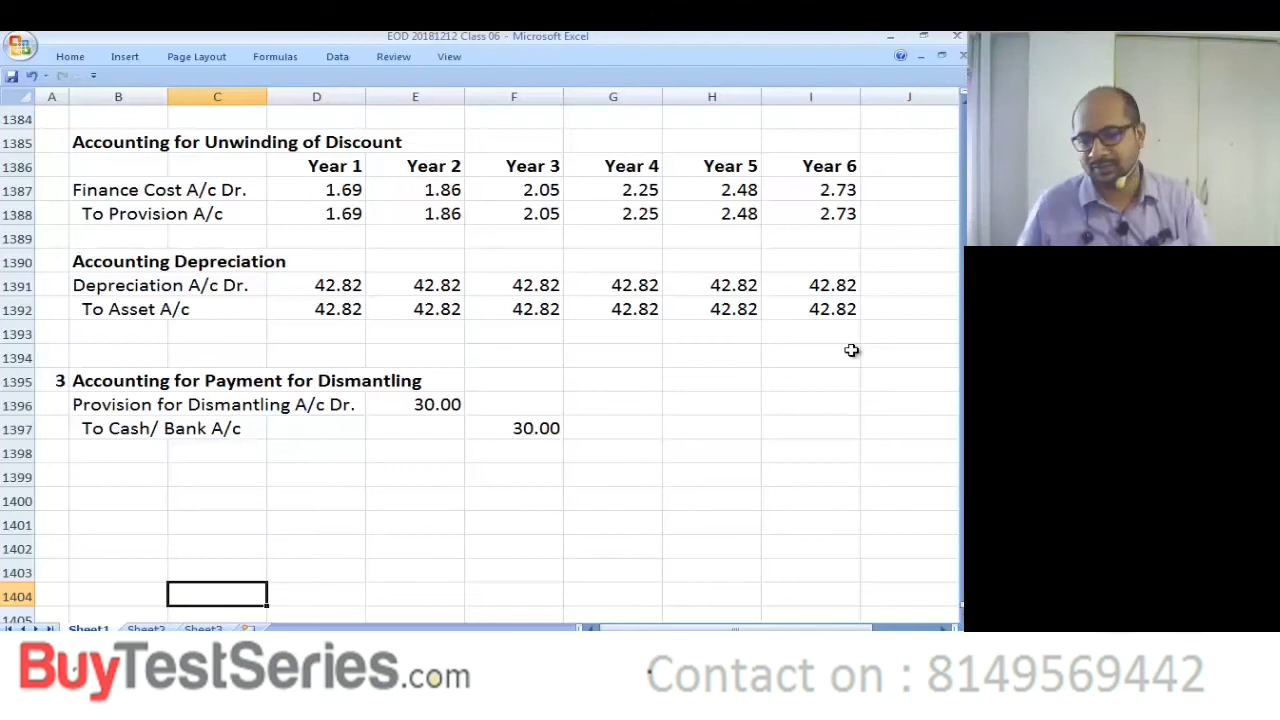 EOD 20181212 Class 06 - Microsoft Excel
Home Insert Page Layout Formulas Data Review View
A B C D E F G H I J
1384
1385 Accounting for Unwinding of Discount
1386 Year 1 Year 2 Year 3 Year 4 Year 5 Year 6
1387 Finance Cost A/c Dr. 1.69 1.86 2.05 2.25 2.48 2.73
1388 To Provision A/c 1.69 1.86 2.05 2.25 2.48 2.73
1389
1390 Accounting Depreciation
1391 Depreciation A/c Dr. 42.82 42.82 42.82 42.82 42.82 42.82
1392 To Asset A/c 42.82 42.82 42.82 42.82 42.82 42.82
1393
1394
1395 3 Accounting for Payment for Dismantling
1396 Provision for Dismantling A/c Dr. 30.00
1397 To Cash/ Bank A/c 30.00
1398
1399
1400
1401
1402
1403
1404
1405
Sheet1 Sheet2 Sheet3
BuyTestSeries.com Contact on : 8149569442